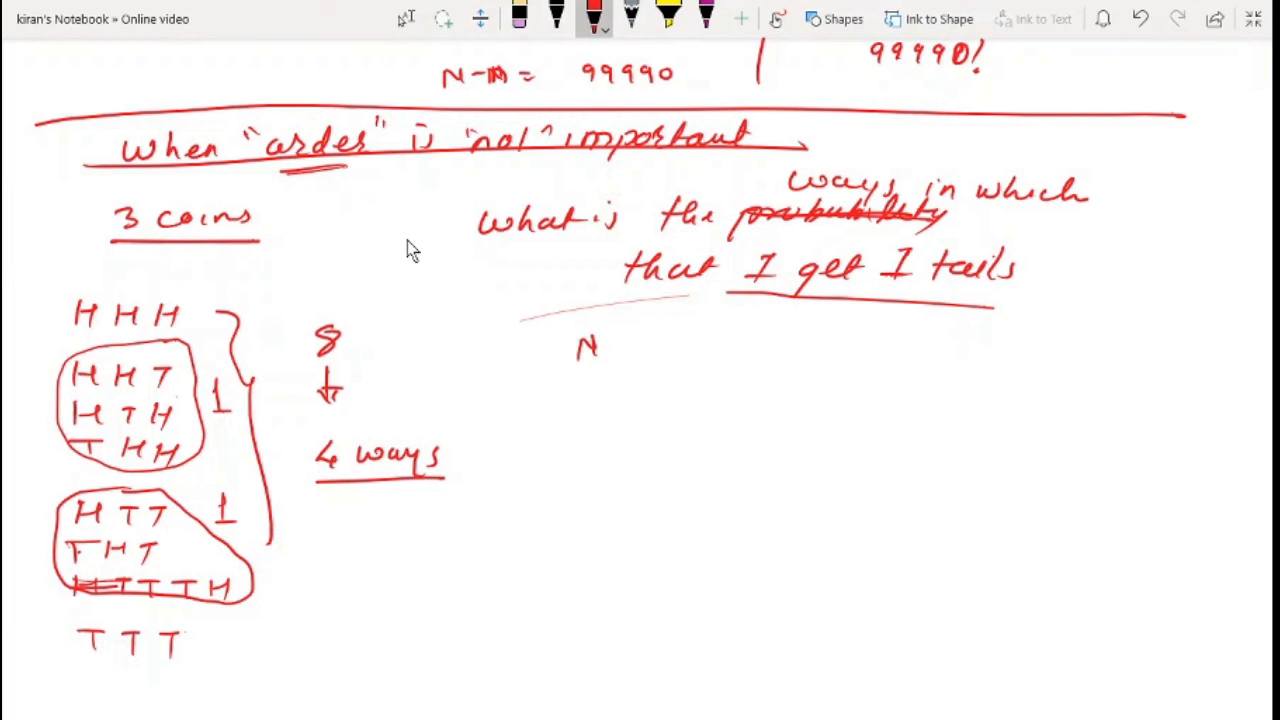 kiran's Notebook » Online video
Shapes
Ink to Shape
Ink to Text
N-n = 99990
99990!
When "order" is "not" important
3 coins
What is the probability ways in which
that I get 1 tails
H H H
H H T
H T H
T H H
1
8
4 ways
H T T
T H T
H T T T H
1
T T T
N